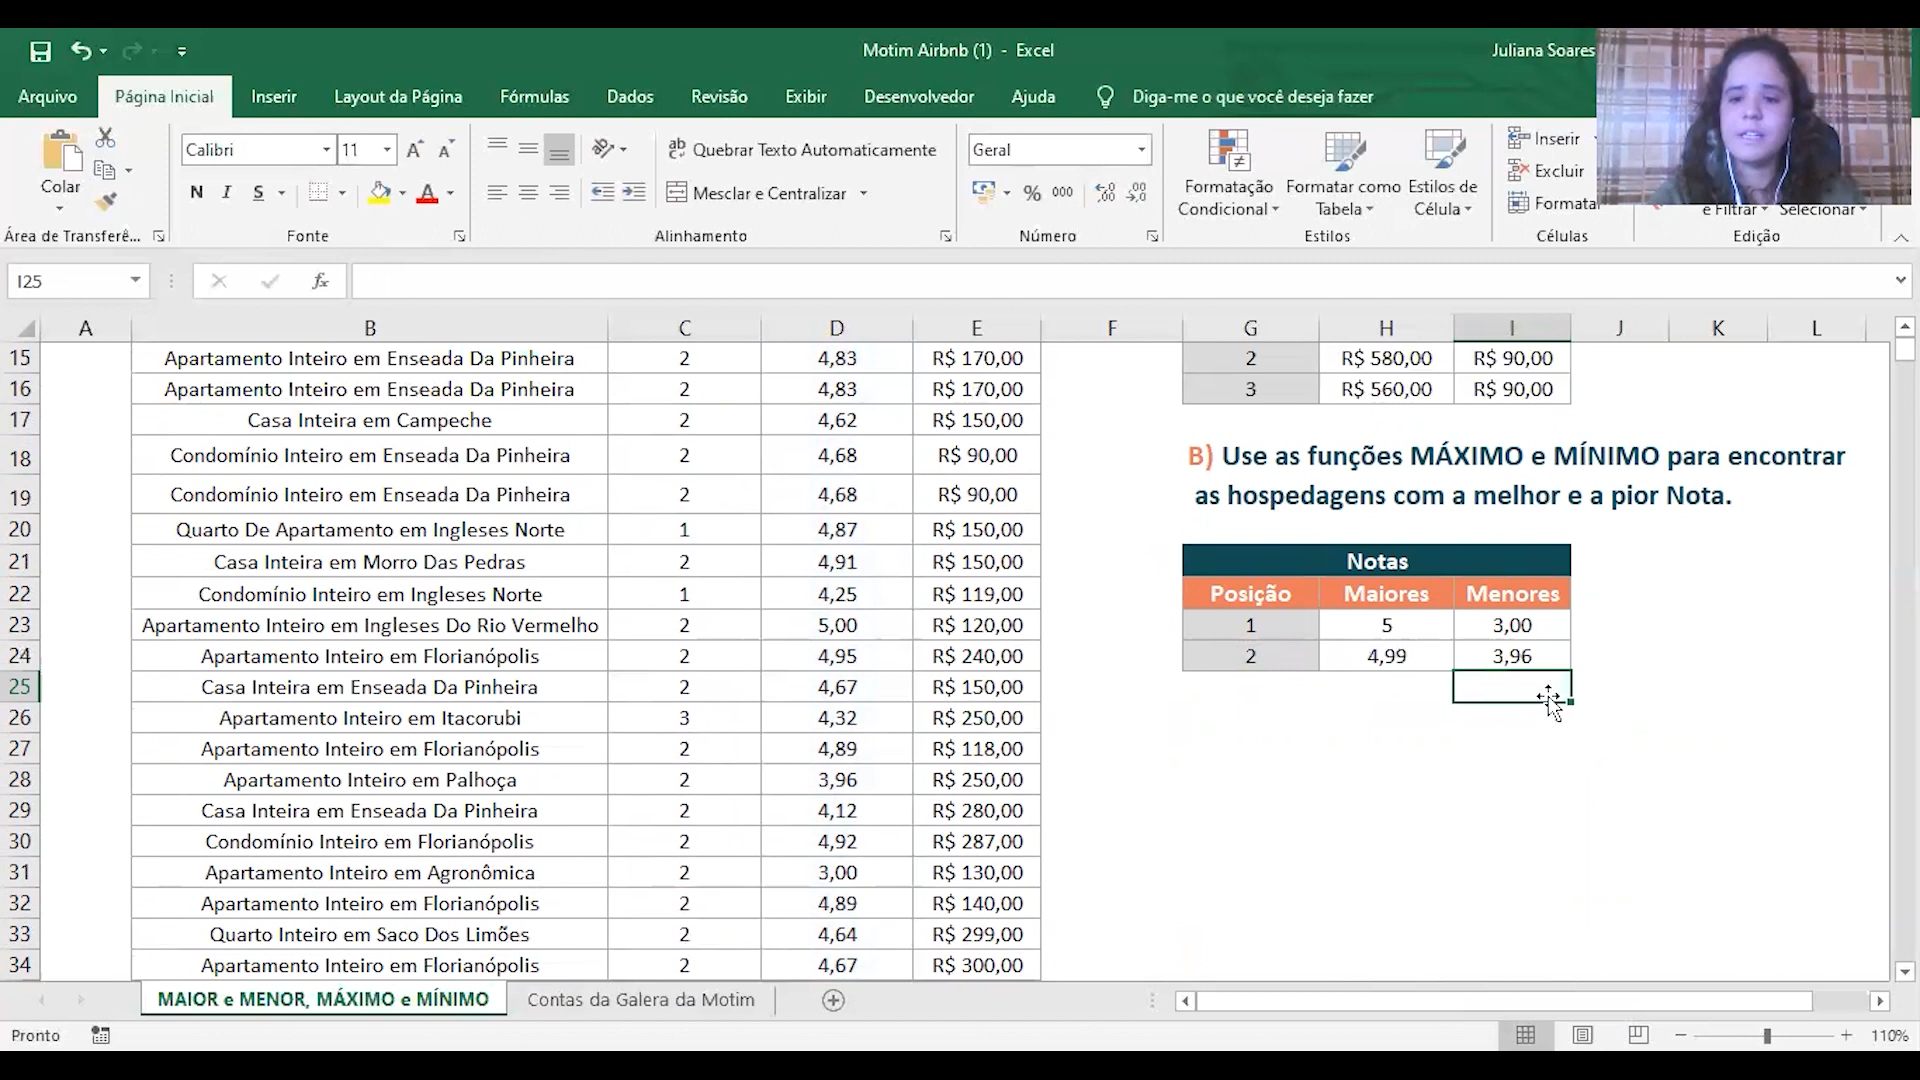 Motim Airbnb (1) - Excel
Juliana Soares
Arquivo Página Inicial Inserir Layout da Página Fórmulas Dados Revisão Exibir Desenvolvedor Ajuda Diga-me o que você deseja fazer
Colar
Calibri 11
N I S
Quebrar Texto Automaticamente
Mesclar e Centralizar
Geral
% 000
Formatação Condicional
Formatar como Tabela
Estilos de Célula
Inserir
Excluir
Formatar
e Filtrar Selecionar
Área de Transferê... Fonte Alinhamento Número Estilos Células Edição
I25 fx
A B C D E F G H I J K L
15 Apartamento Inteiro em Enseada Da Pinheira 2 4,83 R$ 170,00 2 R$ 580,00 R$ 90,00
16 Apartamento Inteiro em Enseada Da Pinheira 2 4,83 R$ 170,00 3 R$ 560,00 R$ 90,00
17 Casa Inteira em Campeche 2 4,62 R$ 150,00
18 Condomínio Inteiro em Enseada Da Pinheira 2 4,68 R$ 90,00 B) Use as funções MÁXIMO e MÍNIMO para encontrar
19 Condomínio Inteiro em Enseada Da Pinheira 2 4,68 R$ 90,00 as hospedagens com a melhor e a pior Nota.
20 Quarto De Apartamento em Ingleses Norte 1 4,87 R$ 150,00
21 Casa Inteira em Morro Das Pedras 2 4,91 R$ 150,00 Notas
22 Condomínio Inteiro em Ingleses Norte 1 4,25 R$ 119,00 Posição Maiores Menores
23 Apartamento Inteiro em Ingleses Do Rio Vermelho 2 5,00 R$ 120,00 1 5 3,00
24 Apartamento Inteiro em Florianópolis 2 4,95 R$ 240,00 2 4,99 3,96
25 Casa Inteira em Enseada Da Pinheira 2 4,67 R$ 150,00
26 Apartamento Inteiro em Itacorubi 3 4,32 R$ 250,00
27 Apartamento Inteiro em Florianópolis 2 4,89 R$ 118,00
28 Apartamento Inteiro em Palhoça 2 3,96 R$ 250,00
29 Casa Inteira em Enseada Da Pinheira 2 4,12 R$ 280,00
30 Condomínio Inteiro em Florianópolis 2 4,92 R$ 287,00
31 Apartamento Inteiro em Agronômica 2 3,00 R$ 130,00
32 Apartamento Inteiro em Florianópolis 2 4,89 R$ 140,00
33 Quarto Inteiro em Saco Dos Limões 2 4,64 R$ 299,00
34 Apartamento Inteiro em Florianópolis 2 4,67 R$ 300,00
MAIOR e MENOR, MÁXIMO e MÍNIMO Contas da Galera da Motim
Pronto 110%